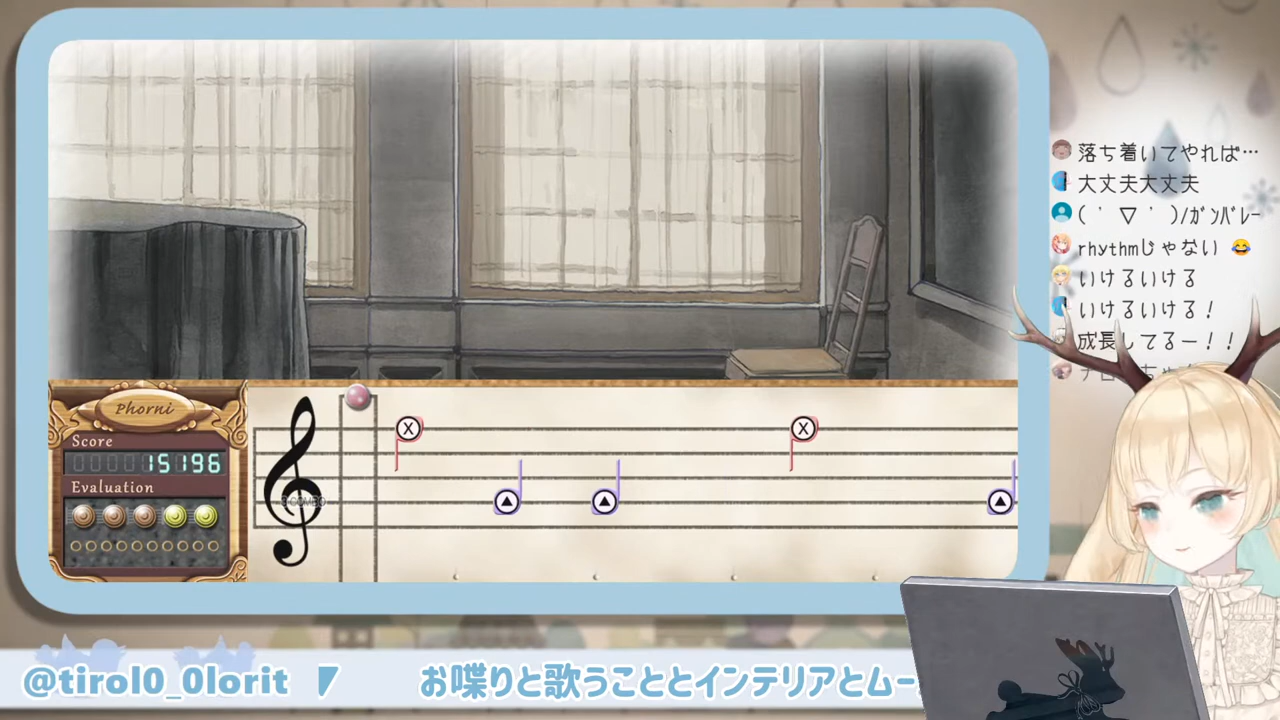 落ち着いてやれば…
大丈夫大丈夫
( ' ▽ ' )/ｶﾞﾝﾊﾞﾚｰ
rhythmじゃない 😂
いけるいける
いけるいける！
成長してるー！！
Phorni
Score
15196
Evaluation
COMBO
X
X
@tirol0_0lorit
お喋りと歌うこととインテリアとムー